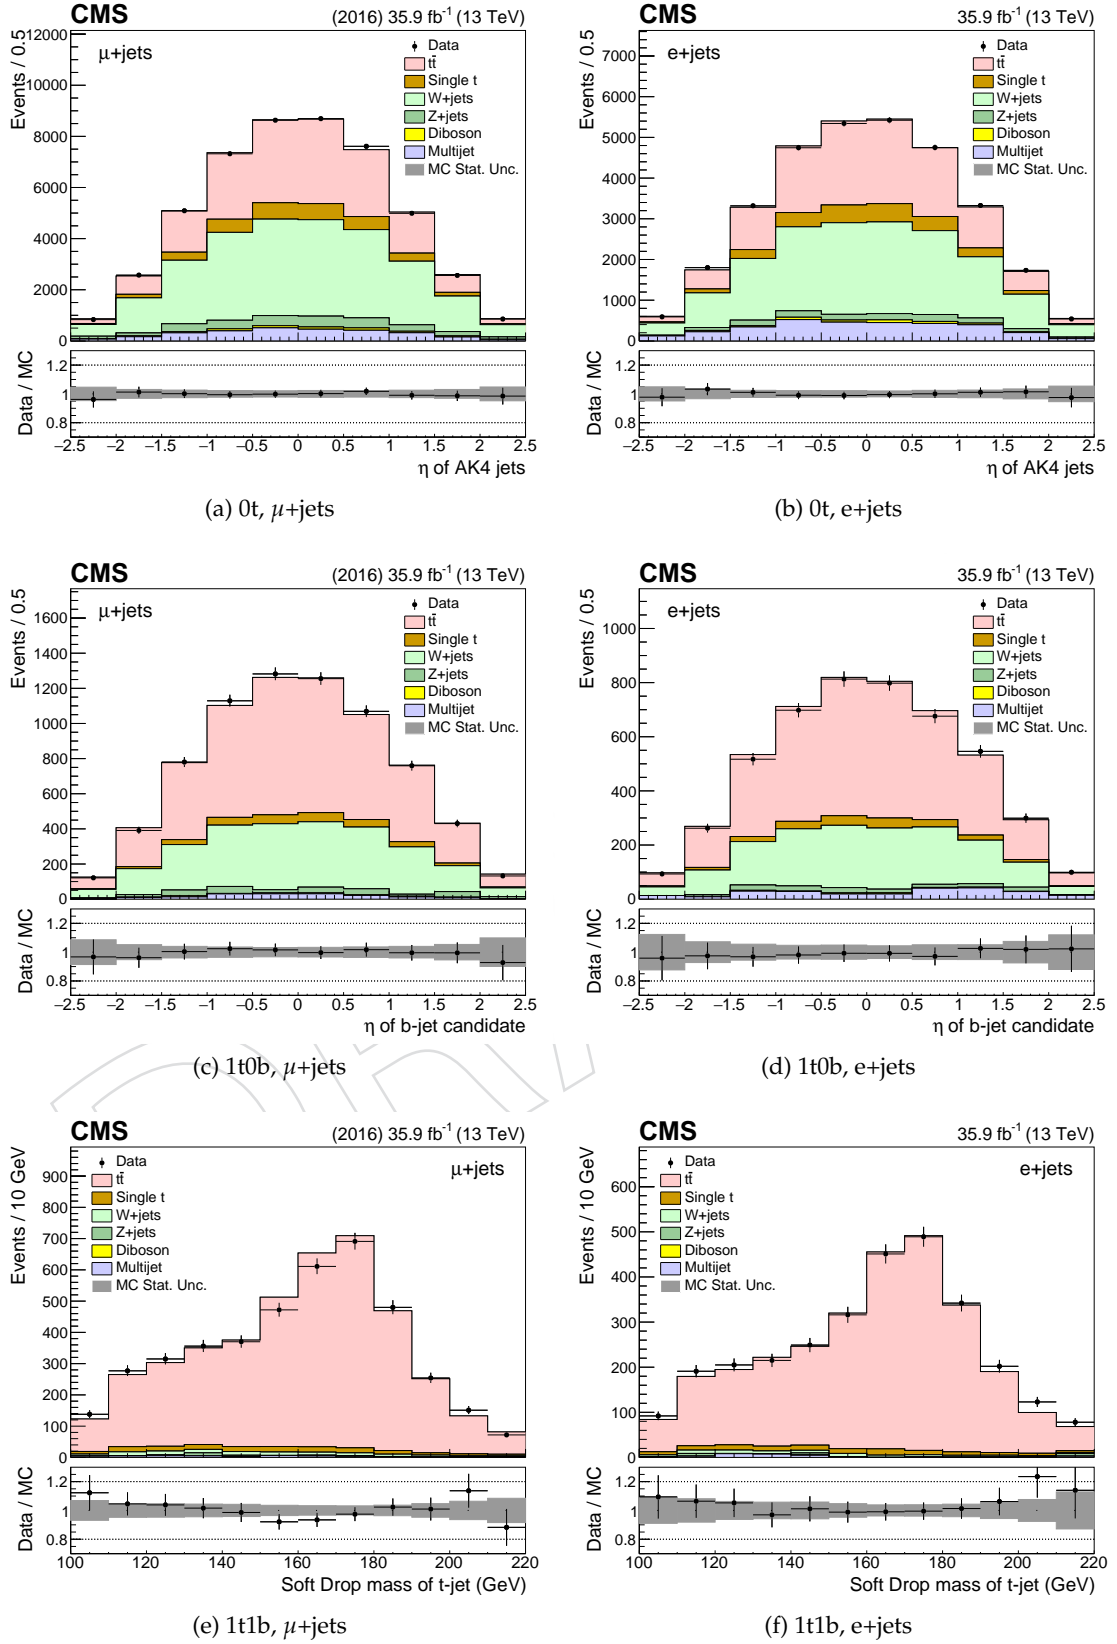 CMS (2016) 35.9 fb⁻¹ (13 TeV)
Events / 0.5
12000
10000
8000
6000
4000
2000
0
μ+jets
Data
tt̄
Single t
W+jets
Z+jets
Diboson
Multijet
MC Stat. Unc.
Data / MC
1.2
1
0.8
−2.5 −2 −1.5 −1 −0.5 0 0.5 1 1.5 2 2.5
η of AK4 jets
(a) 0t, μ+jets
CMS 35.9 fb⁻¹ (13 TeV)
Events / 0.5
7000
6000
5000
4000
3000
2000
1000
0
e+jets
Data
tt̄
Single t
W+jets
Z+jets
Diboson
Multijet
MC Stat. Unc.
Data / MC
1.2
1
0.8
−2.5 −2 −1.5 −1 −0.5 0 0.5 1 1.5 2 2.5
η of AK4 jets
(b) 0t, e+jets
CMS (2016) 35.9 fb⁻¹ (13 TeV)
Events / 0.5
1600
1400
1200
1000
800
600
400
200
0
μ+jets
Data
tt̄
Single t
W+jets
Z+jets
Diboson
Multijet
MC Stat. Unc.
Data / MC
1.2
1
0.8
−2.5 −2 −1.5 −1 −0.5 0 0.5 1 1.5 2 2.5
η of b-jet candidate
(c) 1t0b, μ+jets
CMS 35.9 fb⁻¹ (13 TeV)
Events / 0.5
1000
800
600
400
200
0
e+jets
Data
tt̄
Single t
W+jets
Z+jets
Diboson
Multijet
MC Stat. Unc.
Data / MC
1.2
1
0.8
−2.5 −2 −1.5 −1 −0.5 0 0.5 1 1.5 2 2.5
η of b-jet candidate
(d) 1t0b, e+jets
CMS (2016) 35.9 fb⁻¹ (13 TeV)
Events / 10 GeV
900
800
700
600
500
400
300
200
100
0
μ+jets
Data
tt̄
Single t
W+jets
Z+jets
Diboson
Multijet
MC Stat. Unc.
Data / MC
1.2
1
0.8
100 120 140 160 180 200 220
Soft Drop mass of t-jet (GeV)
(e) 1t1b, μ+jets
CMS 35.9 fb⁻¹ (13 TeV)
Events / 10 GeV
600
500
400
300
200
100
0
e+jets
Data
tt̄
Single t
W+jets
Z+jets
Diboson
Multijet
MC Stat. Unc.
Data / MC
1.2
1
0.8
100 120 140 160 180 200 220
Soft Drop mass of t-jet (GeV)
(f) 1t1b, e+jets